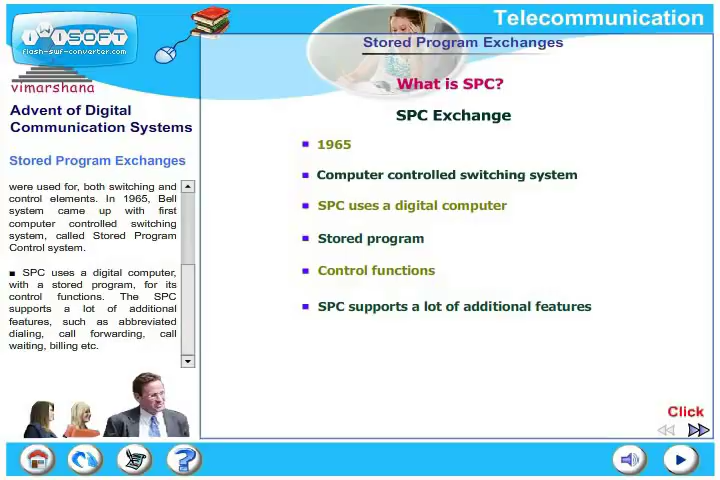 Telecommunication
iWiSOFT
flash-swf-converter.com
vimarshana
Stored Program Exchanges
Advent of Digital
Communication Systems
Stored Program Exchanges
were used for, both switching and
control elements. In 1965, Bell
system came up with first
computer controlled switching
system, called Stored Program
Control system.
■ SPC uses a digital computer,
with a stored program, for its
control functions. The SPC
supports a lot of additional
features, such as abbreviated
dialing, call forwarding, call
waiting, billing etc.
What is SPC?
SPC Exchange
1965
Computer controlled switching system
SPC uses a digital computer
Stored program
Control functions
SPC supports a lot of additional features
Click